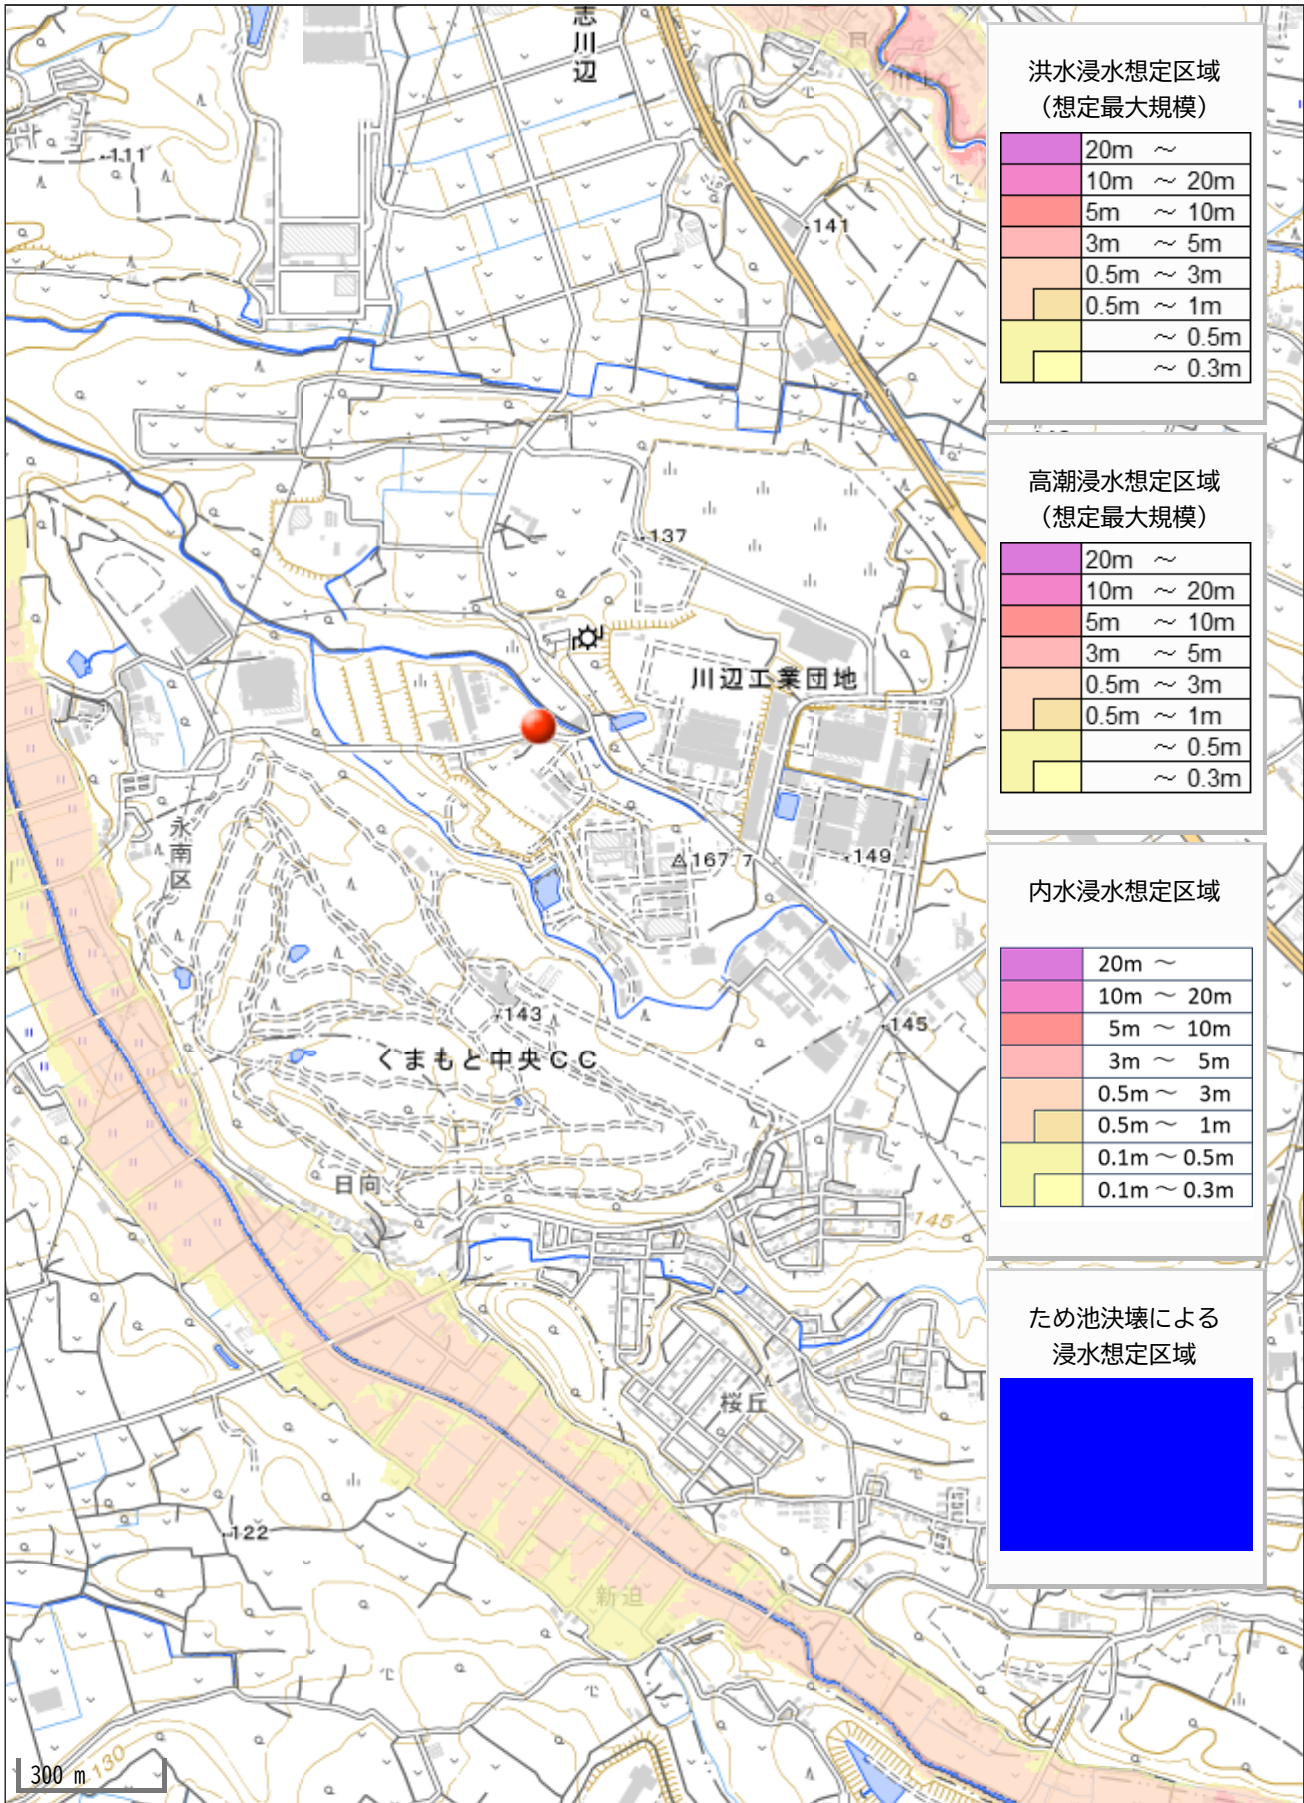 志川辺
111
141
137
川辺工業団地
167.7
149
永南区
143
145
くまもと中央CC
日向
145
桜丘
122
新迫
130
300 m
洪水浸水想定区域
（想定最大規模）
20m ～
10m ～ 20m
5m ～ 10m
3m ～ 5m
0.5m ～ 3m
0.5m ～ 1m
～ 0.5m
～ 0.3m
高潮浸水想定区域
（想定最大規模）
20m ～
10m ～ 20m
5m ～ 10m
3m ～ 5m
0.5m ～ 3m
0.5m ～ 1m
～ 0.5m
～ 0.3m
内水浸水想定区域
20m ～
10m ～ 20m
5m ～ 10m
3m ～ 5m
0.5m ～ 3m
0.5m ～ 1m
0.1m ～ 0.5m
0.1m ～ 0.3m
ため池決壊による
浸水想定区域